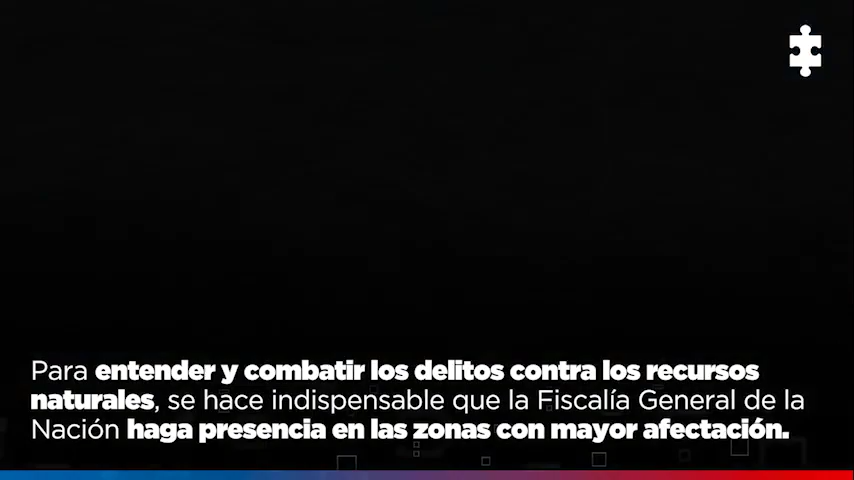 Para entender y combatir los delitos contra los recursos
naturales, se hace indispensable que la Fiscalía General de la
Nación haga presencia en las zonas con mayor afectación.